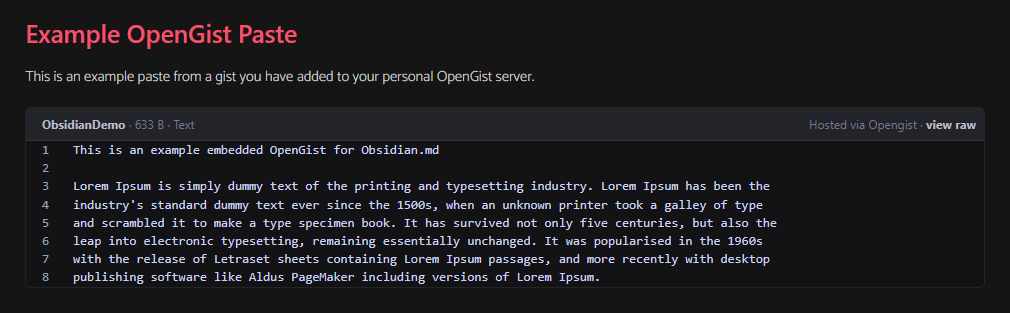 Example OpenGist Paste
This is an example paste from a gist you have added to your personal OpenGist server.
ObsidianDemo · 633 B · Text
Hosted via Opengist · view raw
1 This is an example embedded OpenGist for Obsidian.md
2
3 Lorem Ipsum is simply dummy text of the printing and typesetting industry. Lorem Ipsum has been the
4 industry's standard dummy text ever since the 1500s, when an unknown printer took a galley of type
5 and scrambled it to make a type specimen book. It has survived not only five centuries, but also the
6 leap into electronic typesetting, remaining essentially unchanged. It was popularised in the 1960s
7 with the release of Letraset sheets containing Lorem Ipsum passages, and more recently with desktop
8 publishing software like Aldus PageMaker including versions of Lorem Ipsum.